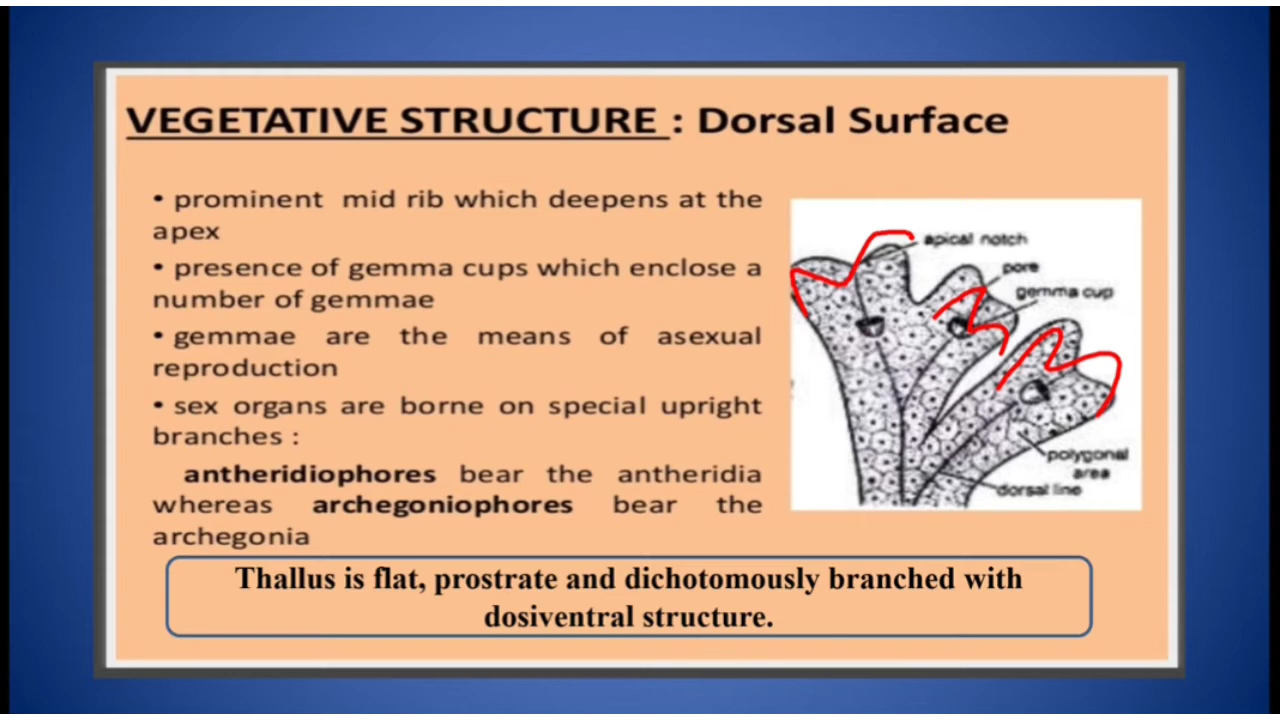 VEGETATIVE STRUCTURE : Dorsal Surface
• prominent mid rib which deepens at the
apex
• presence of gemma cups which enclose a
number of gemmae
• gemmae are the means of asexual
reproduction
• sex organs are borne on special upright
branches :
antheridiophores bear the antheridia
whereas archegoniophores bear the
archegonia
apical notch
pore
gemma cup
polygonal
area
dorsal line
Thallus is flat, prostrate and dichotomously branched with
dosiventral structure.